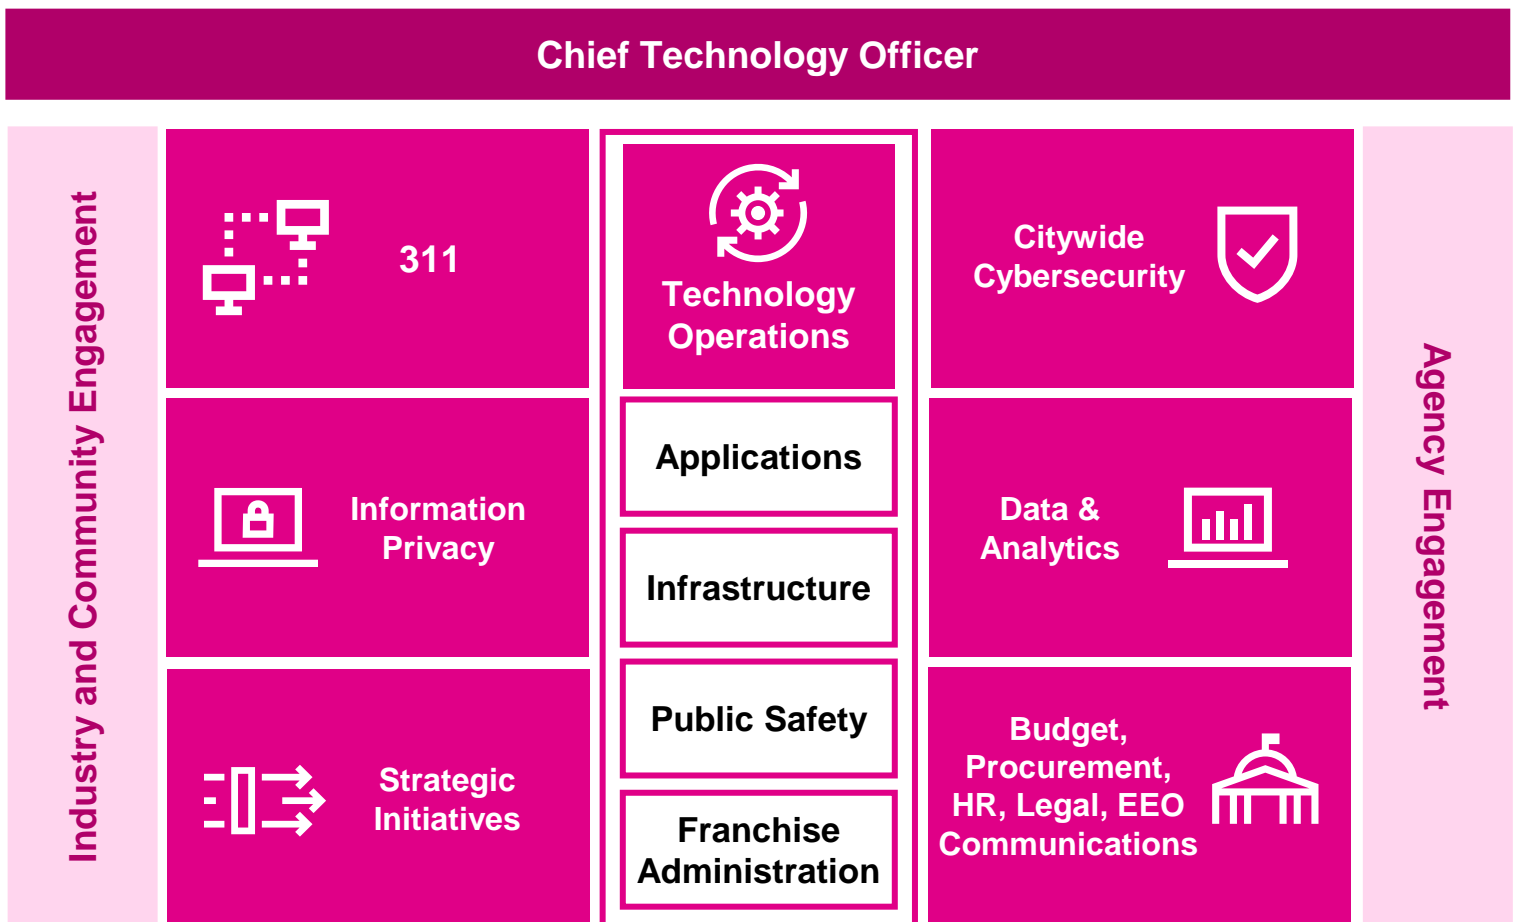 Chief Technology Officer
Industry and Community Engagement
311
Information
Privacy
Strategic
Initiatives
Technology
Operations
Applications
Infrastructure
Public Safety
Franchise
Administration
Citywide
Cybersecurity
Data &
Analytics
Budget,
Procurement,
HR, Legal, EEO
Communications
Agency Engagement